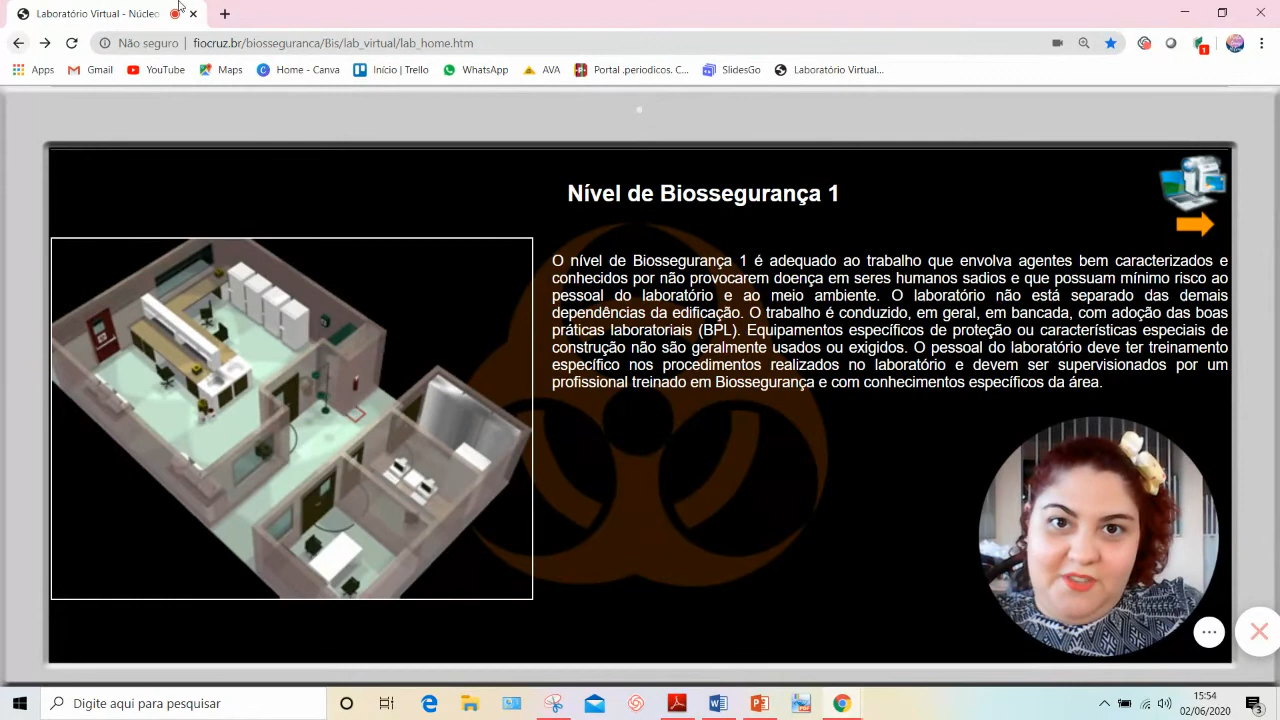 Laboratório Virtual - Núcleo
Não seguro
fiocruz.br/biosseguranca/Bis/lab_virtual/lab_home.htm
1
Apps
Gmail
YouTube
Maps
Home - Canva
Início | Trello
WhatsApp
AVA
Portal .periodicos. C...
SlidesGo
Laboratório Virtual...
Nível de Biossegurança 1
O nível de Biossegurança 1 é adequado ao trabalho que envolva agentes bem caracterizados e
conhecidos por não provocarem doença em seres humanos sadios e que possuam mínimo risco ao
pessoal do laboratório e ao meio ambiente. O laboratório não está separado das demais
dependências da edificação. O trabalho é conduzido, em geral, em bancada, com adoção das boas
práticas laboratoriais (BPL). Equipamentos específicos de proteção ou características especiais de
construção não são geralmente usados ou exigidos. O pessoal do laboratório deve ter treinamento
específico nos procedimentos realizados no laboratório e devem ser supervisionados por um
profissional treinado em Biossegurança e com conhecimentos específicos da área.
Digite aqui para pesquisar
15:54
02/06/2020
3